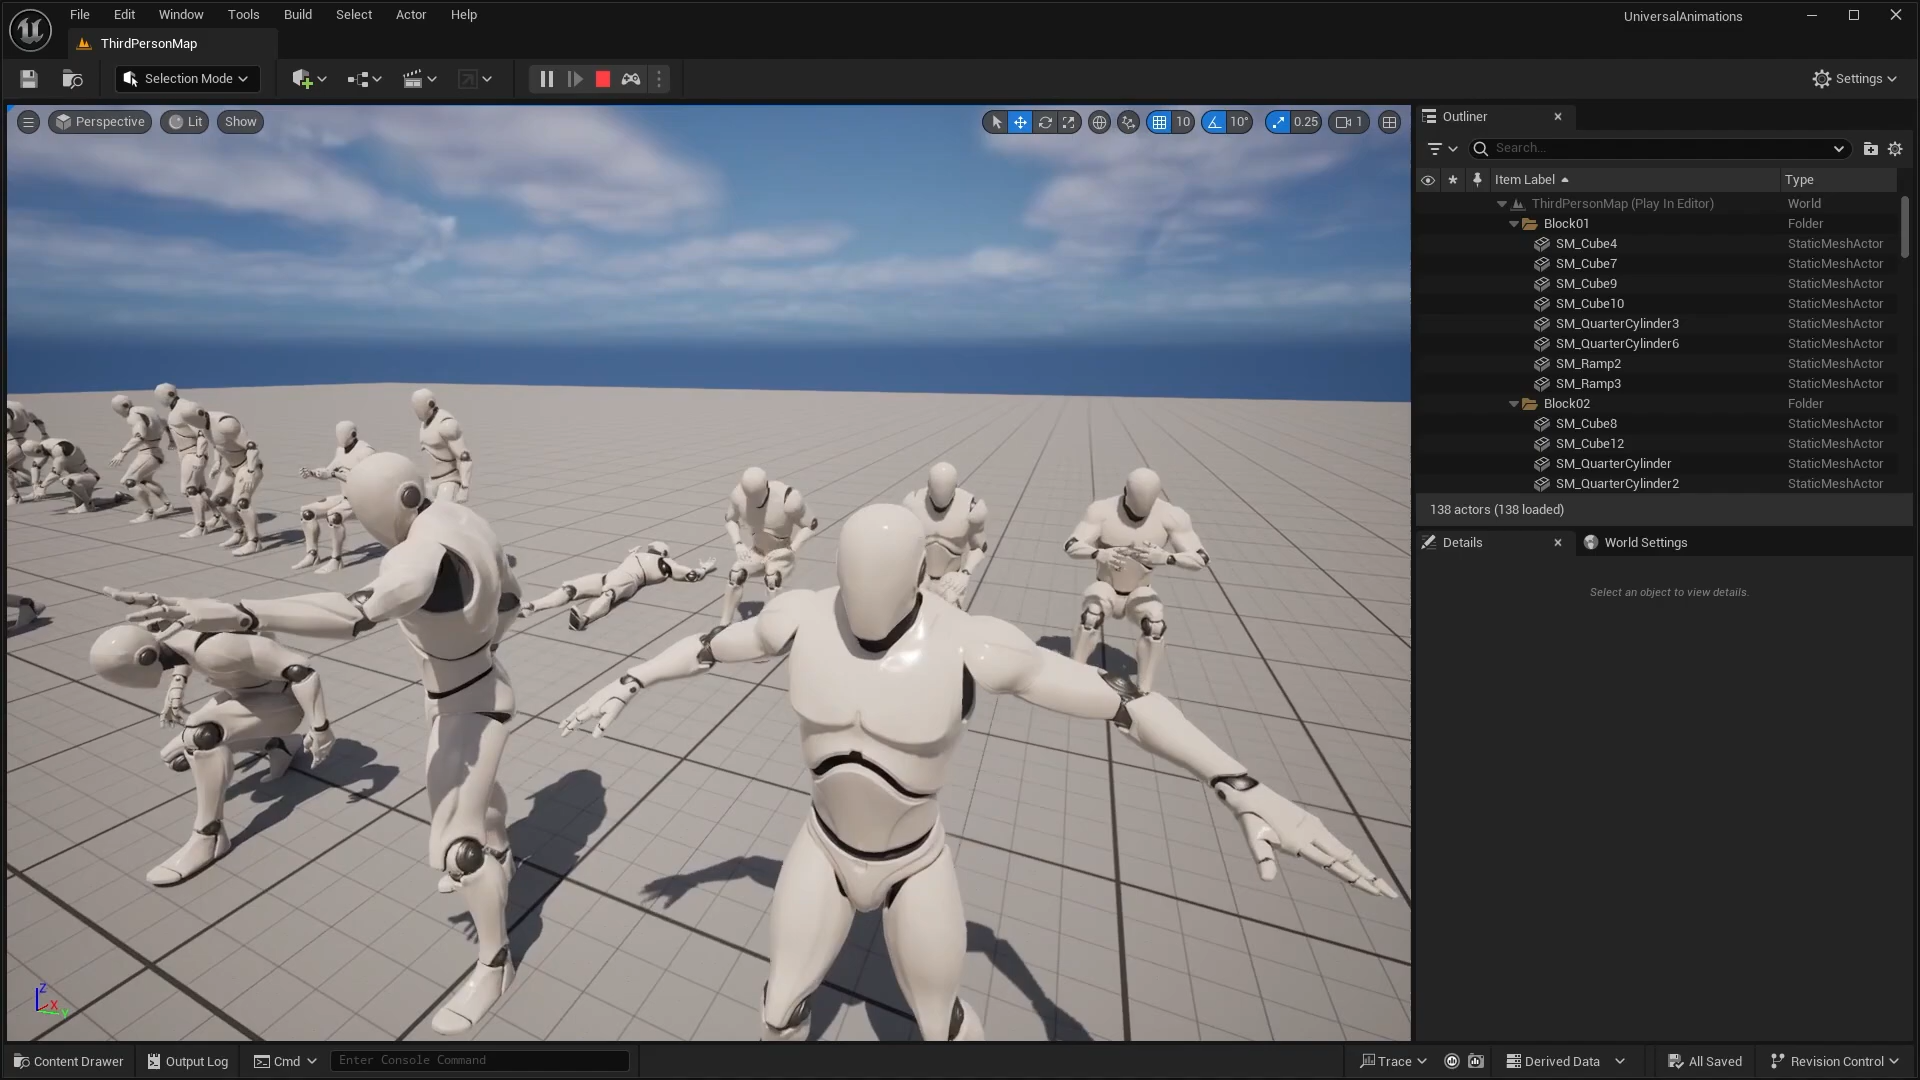 File Edit Window Tools Build Select Actor Help
UniversalAnimations
ThirdPersonMap
Selection Mode
Settings
Perspective Lit Show
10 10° 0.25 1
Outliner
Search...
Item Label Type
ThirdPersonMap (Play In Editor) World
Block01 Folder
SM_Cube4 StaticMeshActor
SM_Cube7 StaticMeshActor
SM_Cube9 StaticMeshActor
SM_Cube10 StaticMeshActor
SM_QuarterCylinder3 StaticMeshActor
SM_QuarterCylinder6 StaticMeshActor
SM_Ramp2 StaticMeshActor
SM_Ramp3 StaticMeshActor
Block02 Folder
SM_Cube8 StaticMeshActor
SM_Cube12 StaticMeshActor
SM_QuarterCylinder StaticMeshActor
SM_QuarterCylinder2 StaticMeshActor
138 actors (138 loaded)
Details World Settings
Select an object to view details.
Z
X
Y
Content Drawer Output Log Cmd Enter Console Command Trace Derived Data All Saved Revision Control